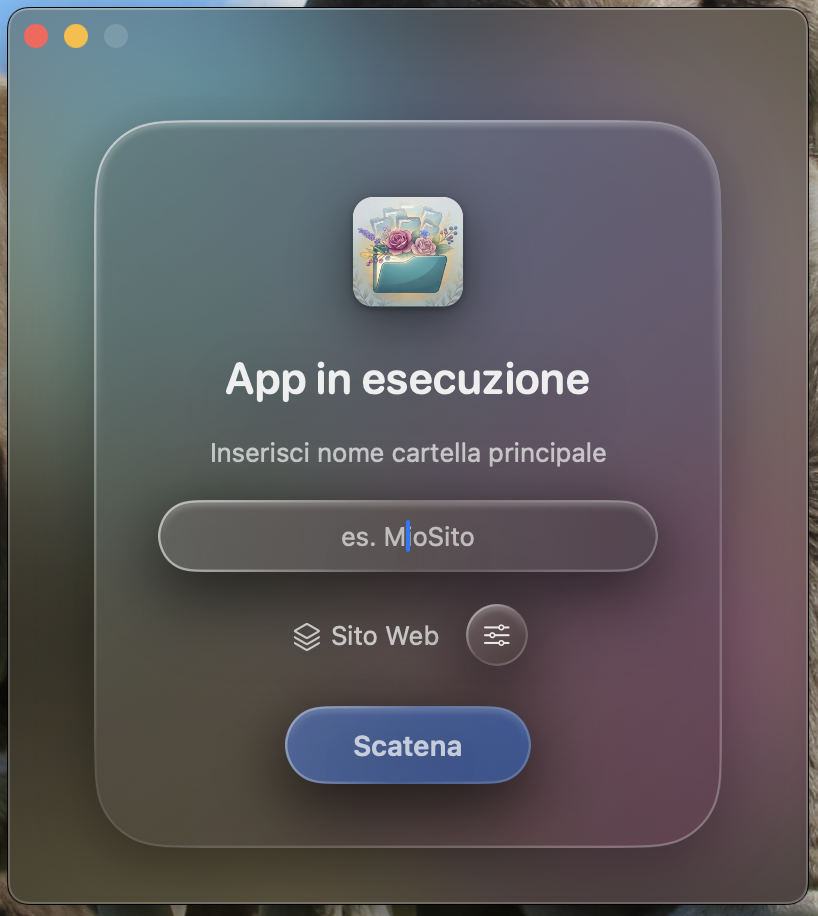 App in esecuzione
Inserisci nome cartella principale
es. MioSito
Sito Web
Scatena